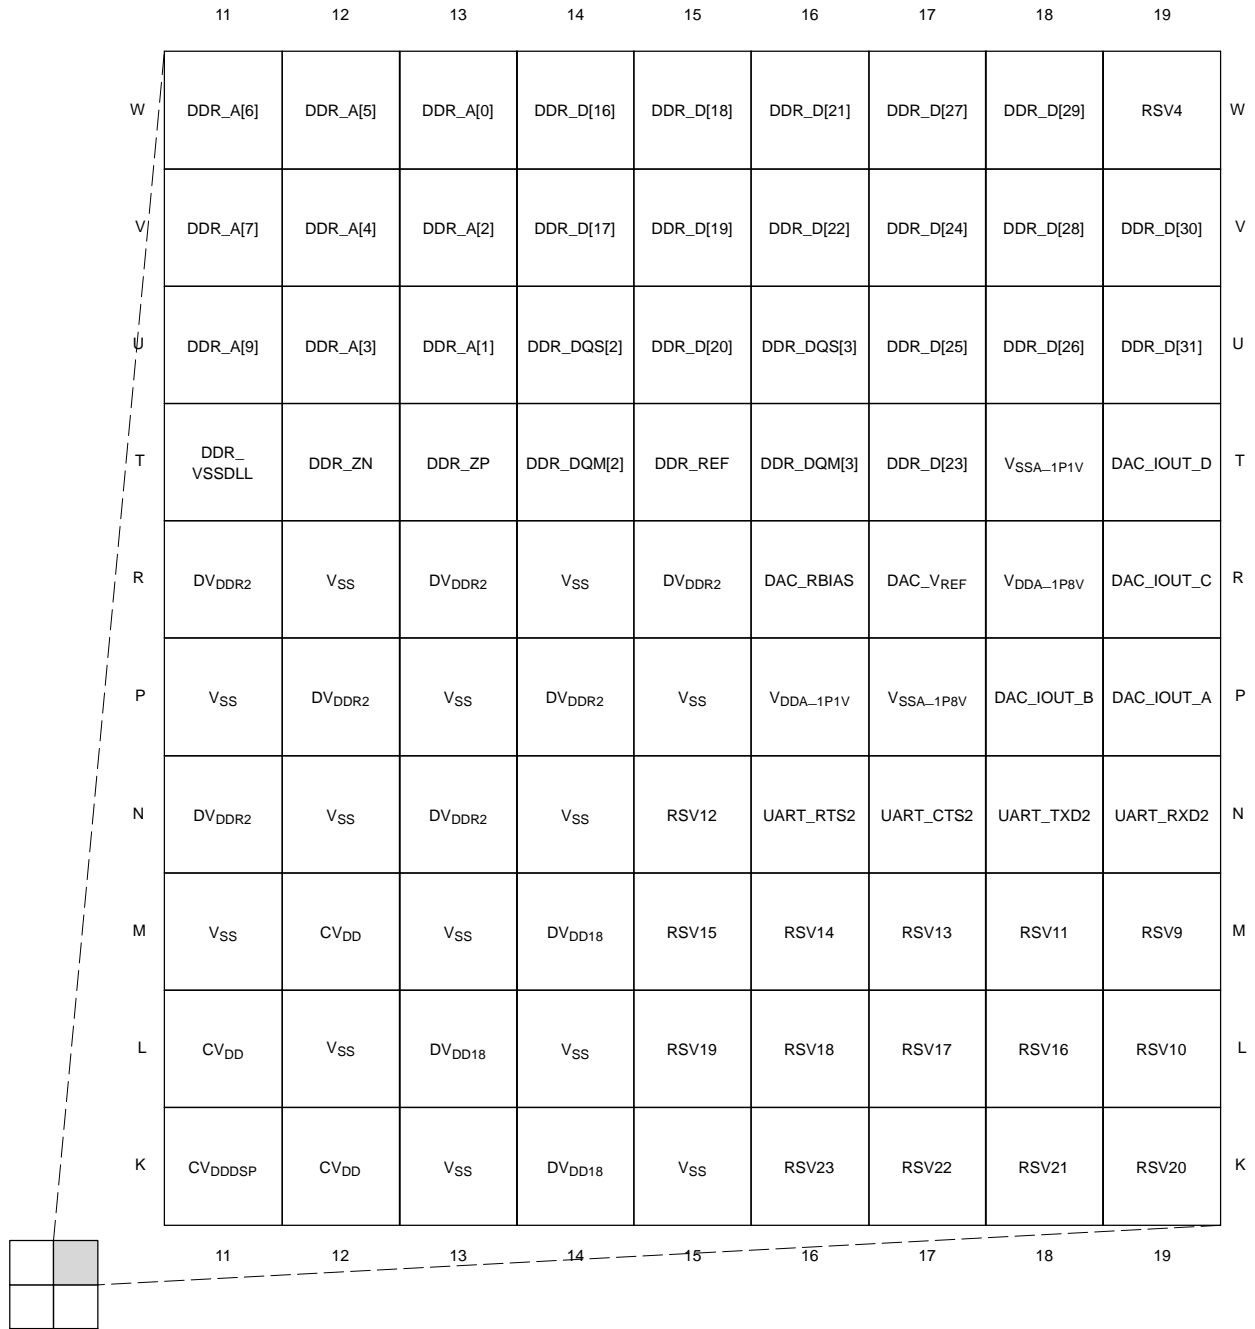 11 12 13 14 15 16 17 18 19
W DDR_A[6] DDR_A[5] DDR_A[0] DDR_D[16] DDR_D[18] DDR_D[21] DDR_D[27] DDR_D[29] RSV4 W
V DDR_A[7] DDR_A[4] DDR_A[2] DDR_D[17] DDR_D[19] DDR_D[22] DDR_D[24] DDR_D[28] DDR_D[30] V
U DDR_A[9] DDR_A[3] DDR_A[1] DDR_DQS[2] DDR_D[20] DDR_DQS[3] DDR_D[25] DDR_D[26] DDR_D[31] U
T DDR_ VSSDLL DDR_ZN DDR_ZP DDR_DQM[2] DDR_REF DDR_DQM[3] DDR_D[23] VSSA_1P1V DAC_IOUT_D T
R DVDDR2 VSS DVDDR2 VSS DVDDR2 DAC_RBIAS DAC_VREF VDDA_1P8V DAC_IOUT_C R
P VSS DVDDR2 VSS DVDDR2 VSS VDDA_1P1V VSSA_1P8V DAC_IOUT_B DAC_IOUT_A P
N DVDDR2 VSS DVDDR2 VSS RSV12 UART_RTS2 UART_CTS2 UART_TXD2 UART_RXD2 N
M VSS CVDD VSS DVDD18 RSV15 RSV14 RSV13 RSV11 RSV9 M
L CVDD VSS DVDD18 VSS RSV19 RSV18 RSV17 RSV16 RSV10 L
K CVDDDSP CVDD VSS DVDD18 VSS RSV23 RSV22 RSV21 RSV20 K
11 12 13 14 15 16 17 18 19